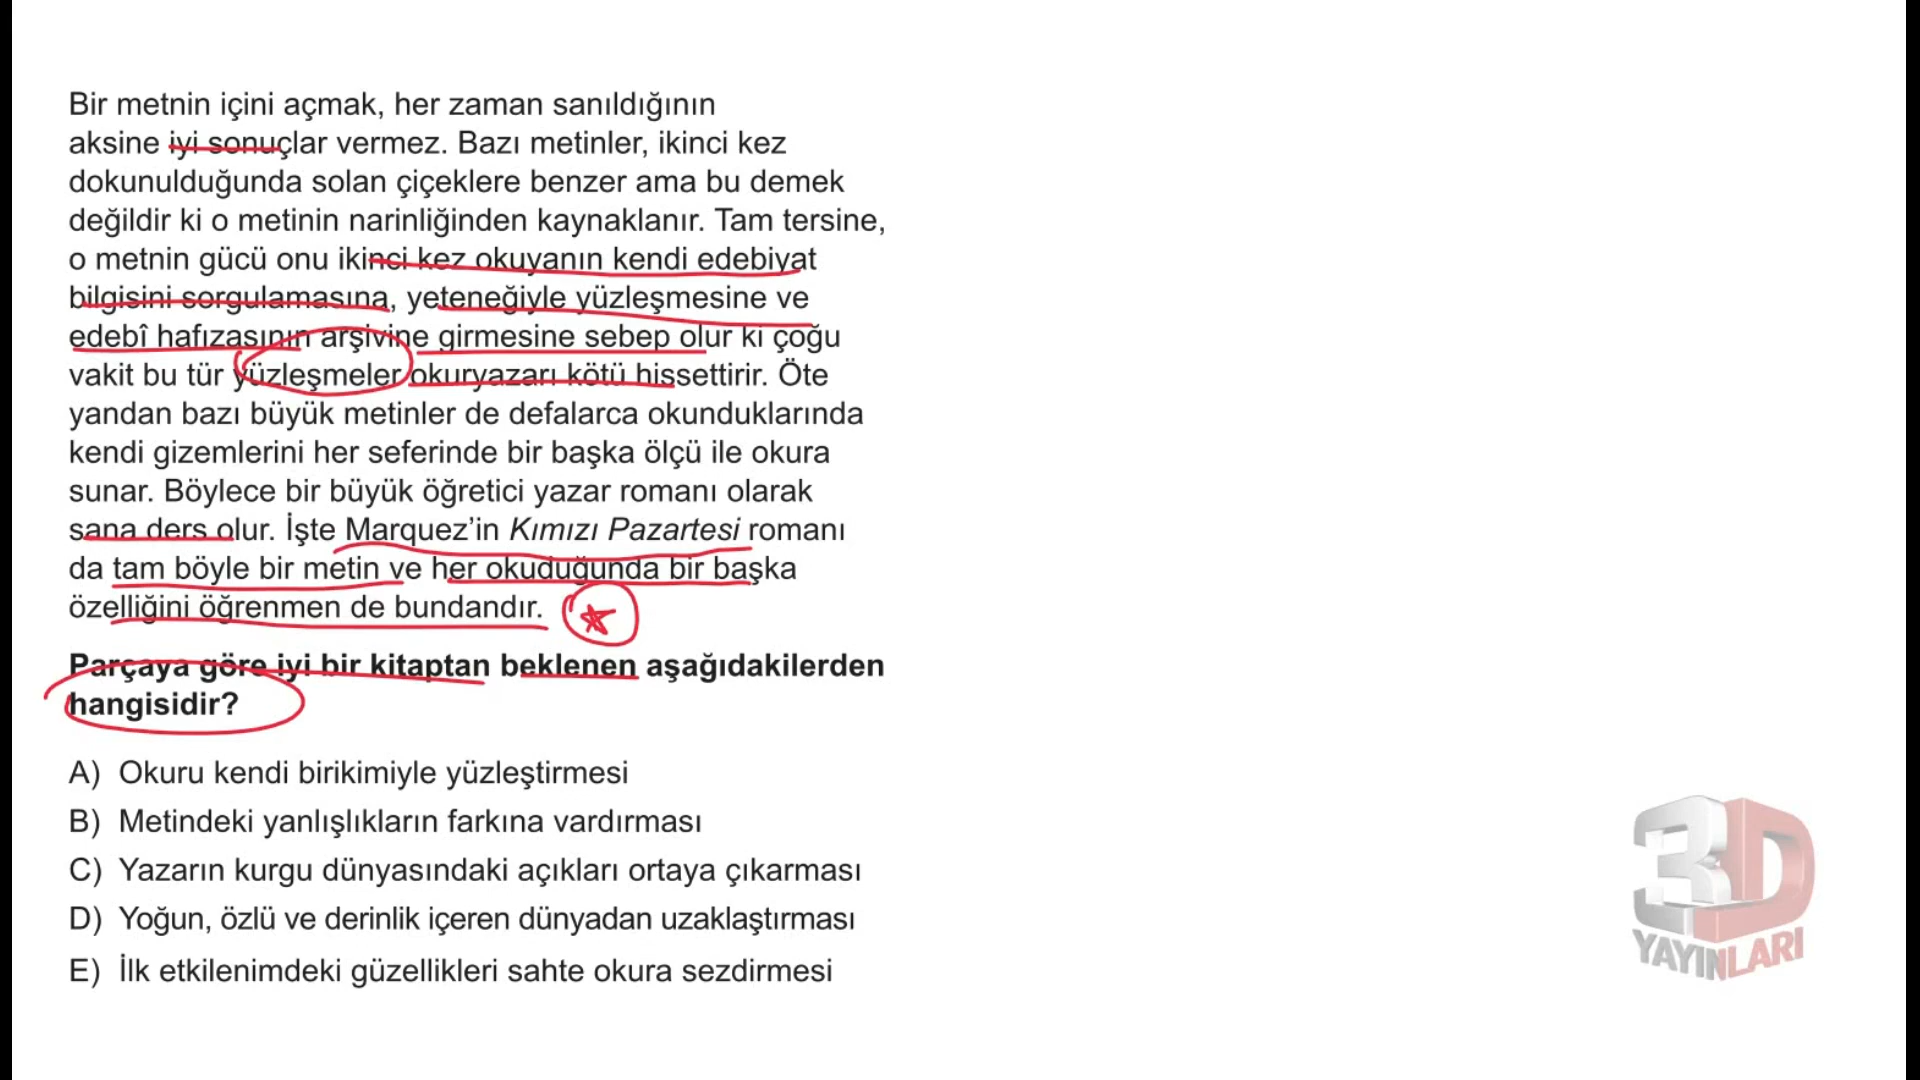 Bir metnin içini açmak, her zaman sanıldığının
aksine iyi sonuçlar vermez. Bazı metinler, ikinci kez
dokunulduğunda solan çiçeklere benzer ama bu demek
değildir ki o metinin narinliğinden kaynaklanır. Tam tersine,
o metnin gücü onu ikinci kez okuyanın kendi edebiyat
bilgisini sorgulamasına, yeteneğiyle yüzleşmesine ve
edebî hafızasının arşivine girmesine sebep olur ki çoğu
vakit bu tür yüzleşmeler okuryazarı kötü hissettirir. Öte
yandan bazı büyük metinler de defalarca okunduklarında
kendi gizemlerini her seferinde bir başka ölçü ile okura
sunar. Böylece bir büyük öğretici yazar romanı olarak
sana ders olur. İşte Marquez’in Kımızı Pazartesi romanı
da tam böyle bir metin ve her okuduğunda bir başka
özelliğini öğrenmen de bundandır.
Parçaya göre iyi bir kitaptan beklenen aşağıdakilerden
hangisidir?
A) Okuru kendi birikimiyle yüzleştirmesi
B) Metindeki yanlışlıkların farkına vardırması
C) Yazarın kurgu dünyasındaki açıkları ortaya çıkarması
D) Yoğun, özlü ve derinlik içeren dünyadan uzaklaştırması
E) İlk etkilenimdeki güzellikleri sahte okura sezdirmesi
3D
YAYINLARI